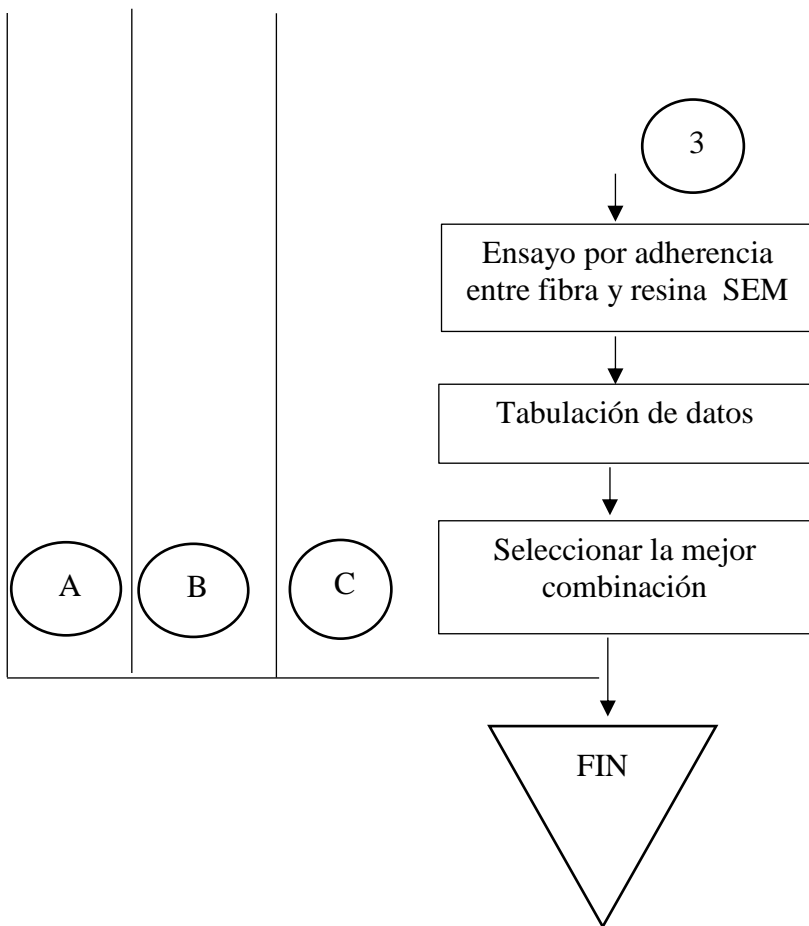 3
Ensayo por adherencia
entre fibra y resina  SEM
Tabulación de datos
Seleccionar la mejor
combinación
A
B
C
FIN